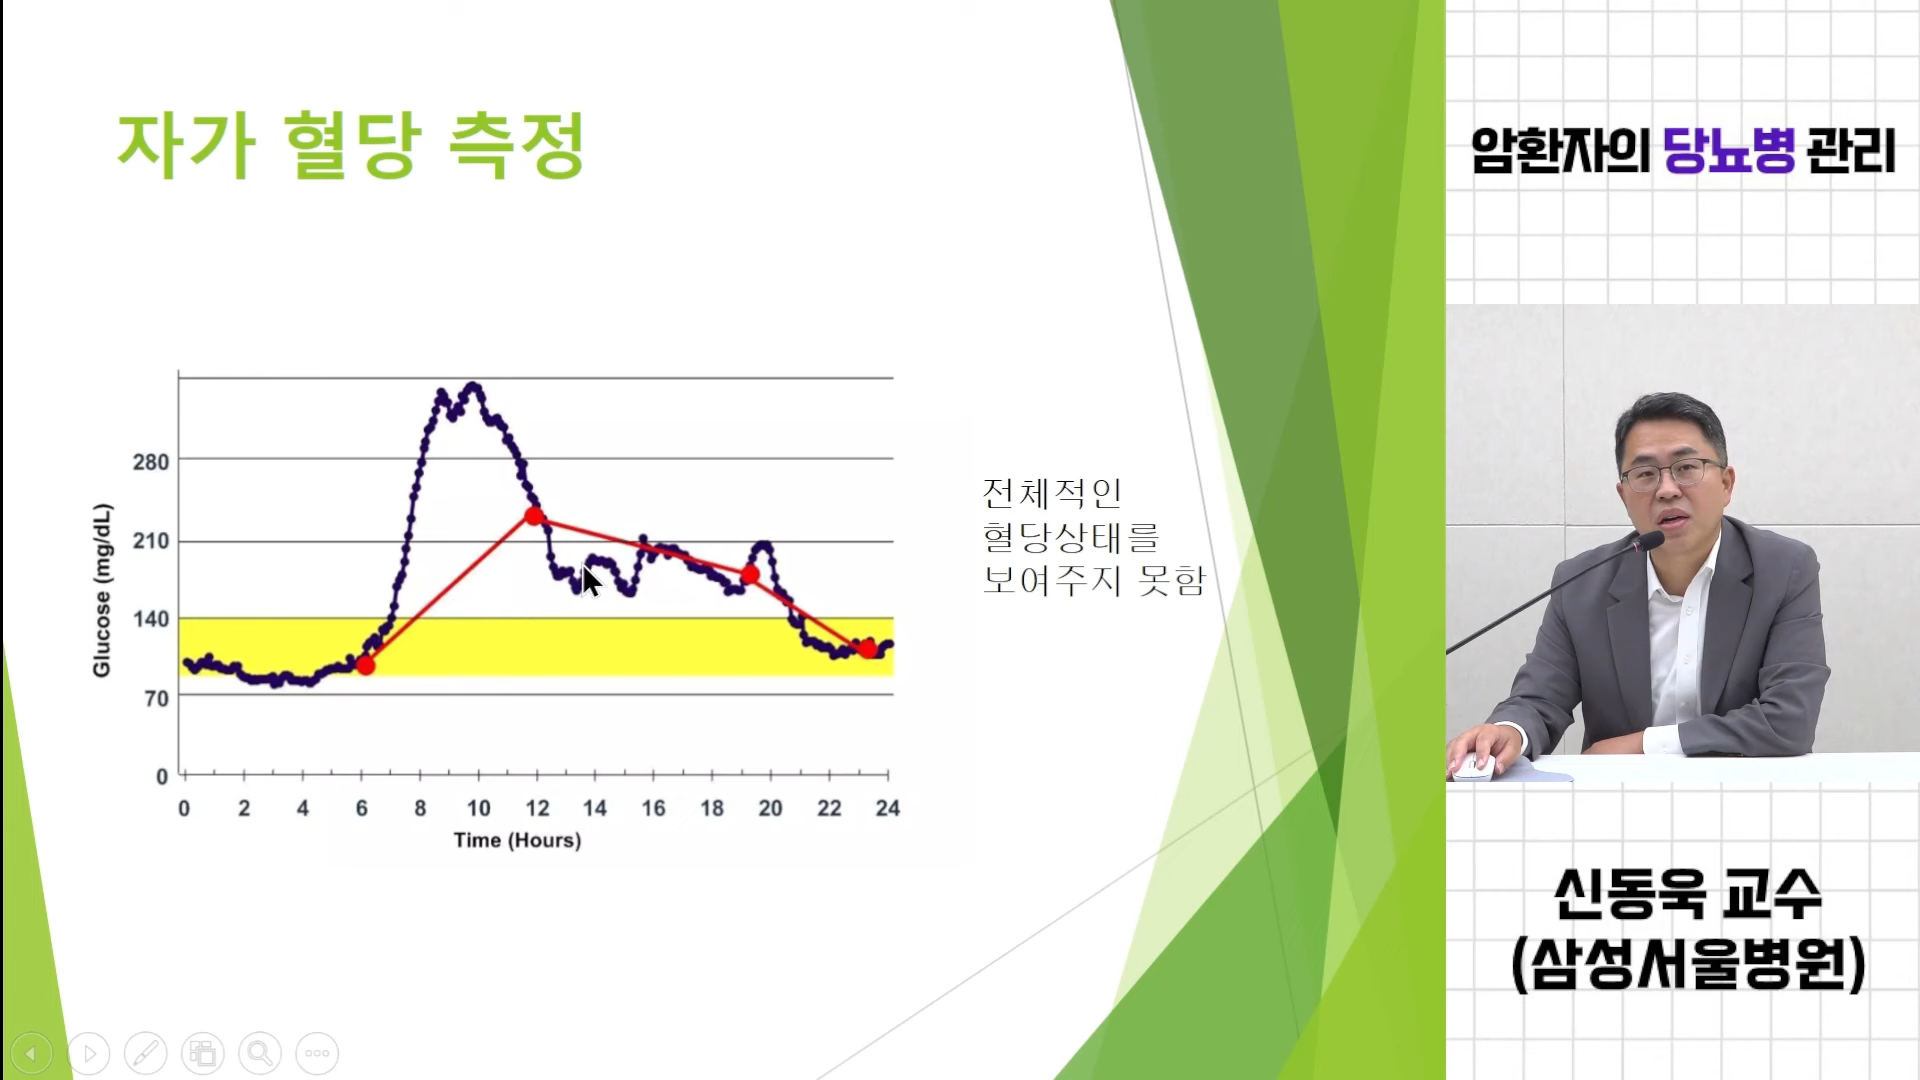 자가 혈당 측정
280
210
140
70
0
Glucose (mg/dL)
0 2 4 6 8 10 12 14 16 18 20 22 24
Time (Hours)
전체적인
혈당상태를
보여주지 못함
암환자의 당뇨병 관리
신동욱 교수
(삼성서울병원)